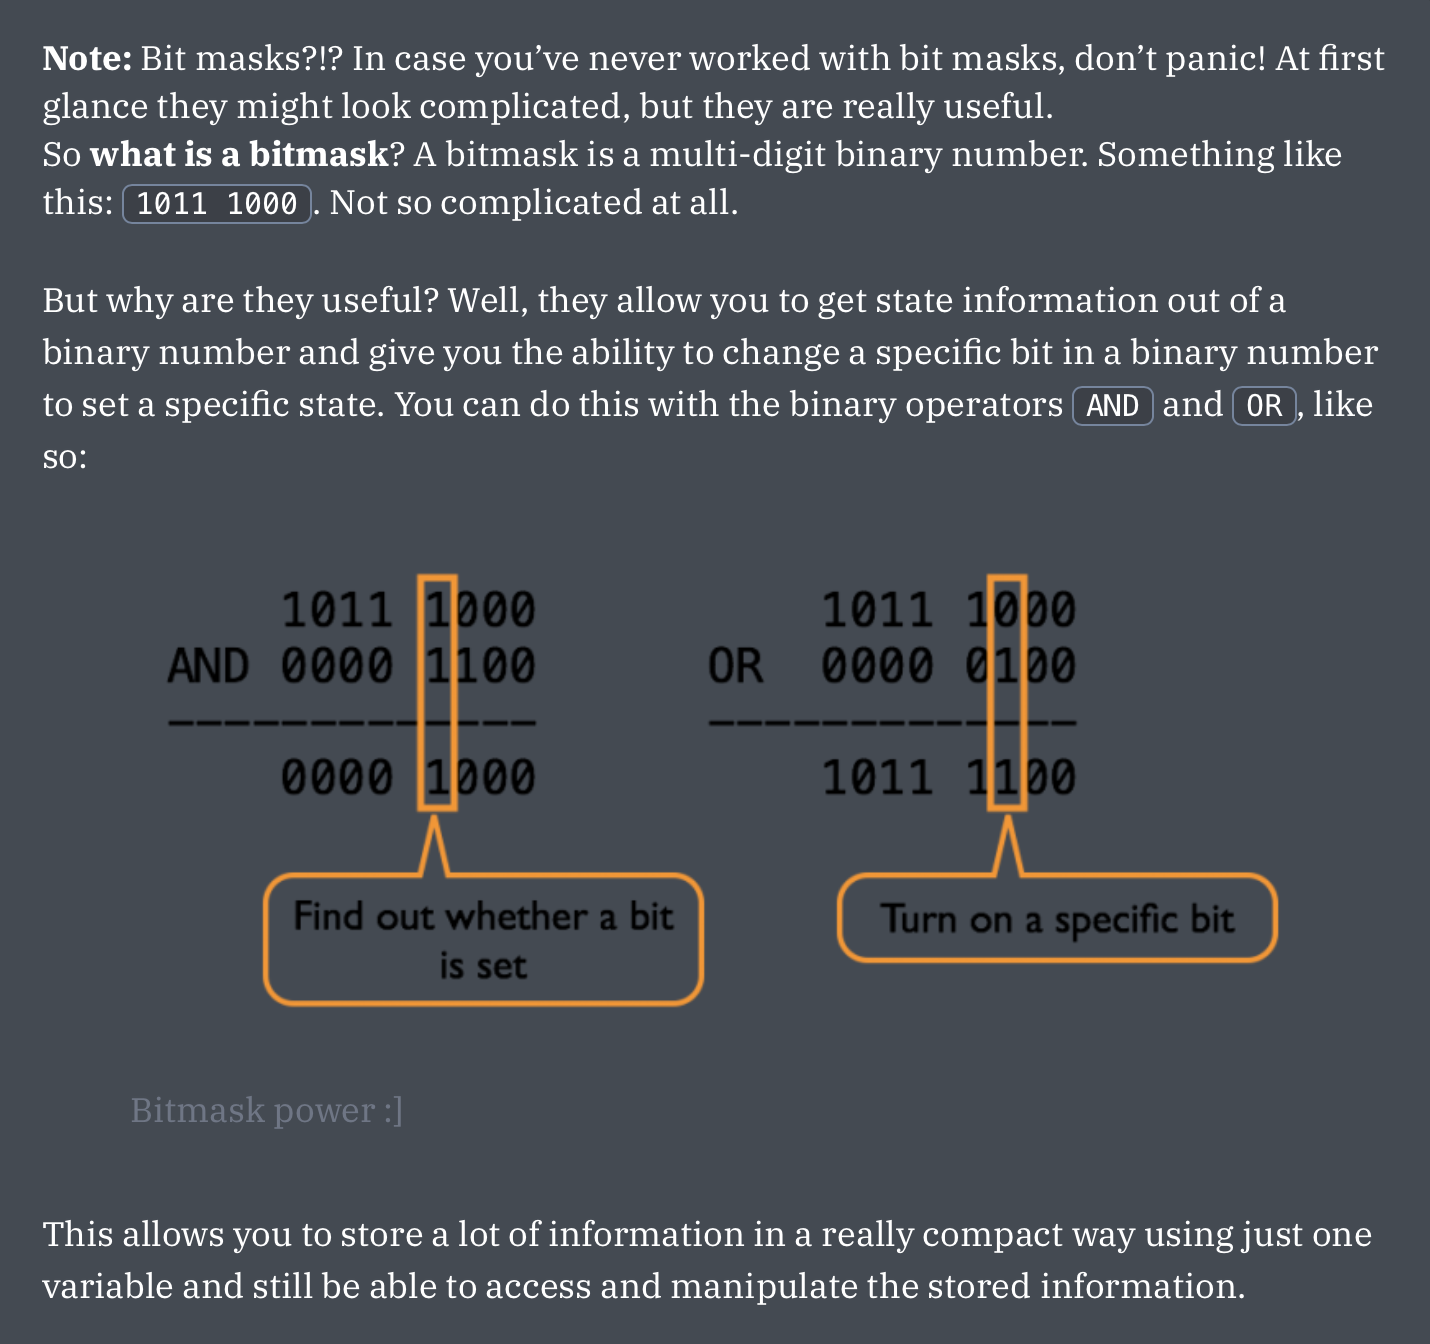 Note: Bit masks?!? In case you’ve never worked with bit masks, don’t panic! At first
glance they might look complicated, but they are really useful.
So what is a bitmask? A bitmask is a multi-digit binary number. Something like
this: 1011 1000. Not so complicated at all.
But why are they useful? Well, they allow you to get state information out of a
binary number and give you the ability to change a specific bit in a binary number
to set a specific state. You can do this with the binary operators AND and OR, like
so:
1011 1000
AND 0000 1100
—————————————
0000 1000
Find out whether a bit
is set
1011 1000
OR 0000 0100
—————————————
1011 1100
Turn on a specific bit
Bitmask power :]
This allows you to store a lot of information in a really compact way using just one
variable and still be able to access and manipulate the stored information.